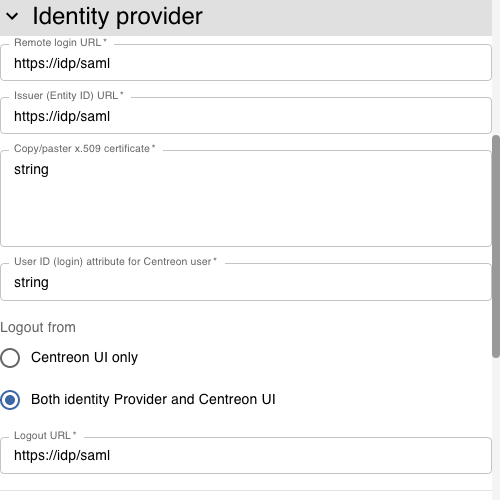 Identity provider
Remote login URL *
https://idp/saml
Issuer (Entity ID) URL *
https://idp/saml
Copy/paster x.509 certificate *
string
User ID (login) attribute for Centreon user *
string
Logout from
Centreon UI only
Both identity Provider and Centreon UI
Logout URL *
https://idp/saml